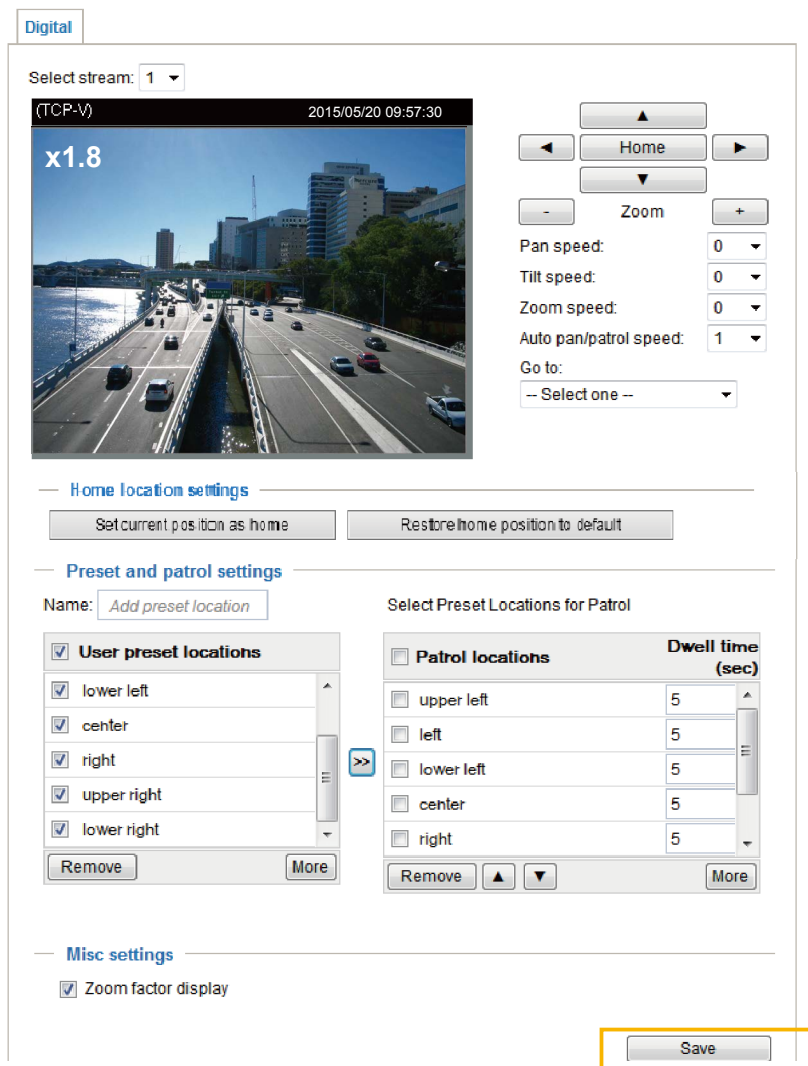 Digital
Select stream: 1
(TCP-V) 2015/05/20 09:57:30
x1.8
Home
- Zoom +
Pan speed: 0
Tilt speed: 0
Zoom speed: 0
Auto pan/patrol speed: 1
Go to:
-- Select one --
Home location settings
Set current position as home Restore home position to default
Preset and patrol settings
Name: Add preset location Select Preset Locations for Patrol
User preset locations
lower left
center
right
upper right
lower right
Remove More
>>
Patrol locations Dwell time (sec)
upper left 5
left 5
lower left 5
center 5
right 5
Remove More
Misc settings
Zoom factor display
Save